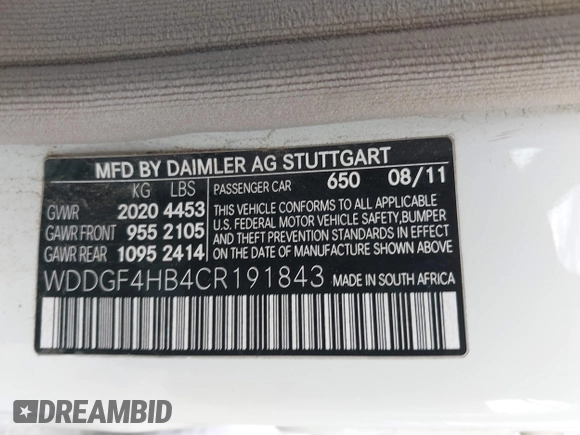 MFD BY DAIMLER AG STUTTGART
KG LBS PASSENGER CAR 650 08/11
GVWR 2020 4453
GAWR FRONT 955 2105
GAWR REAR 1095 2414
THIS VEHICLE CONFORMS TO ALL APPLICABLE
U.S. FEDERAL MOTOR VEHICLE SAFETY, BUMPER
AND THEFT PREVENTION STANDARDS IN EFFECT
ON THE DATE OF MANUFACTURE SHOWN ABOVE
WDDGF4HB4CR191843 MADE IN SOUTH AFRICA
DREAMBID